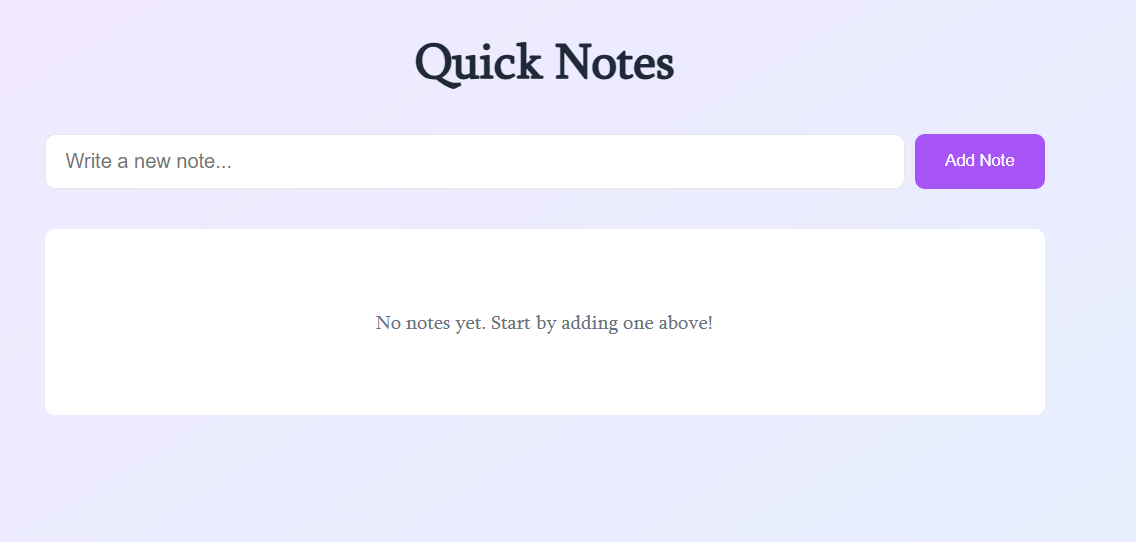 Quick Notes
Write a new note...
Add Note
No notes yet. Start by adding one above!